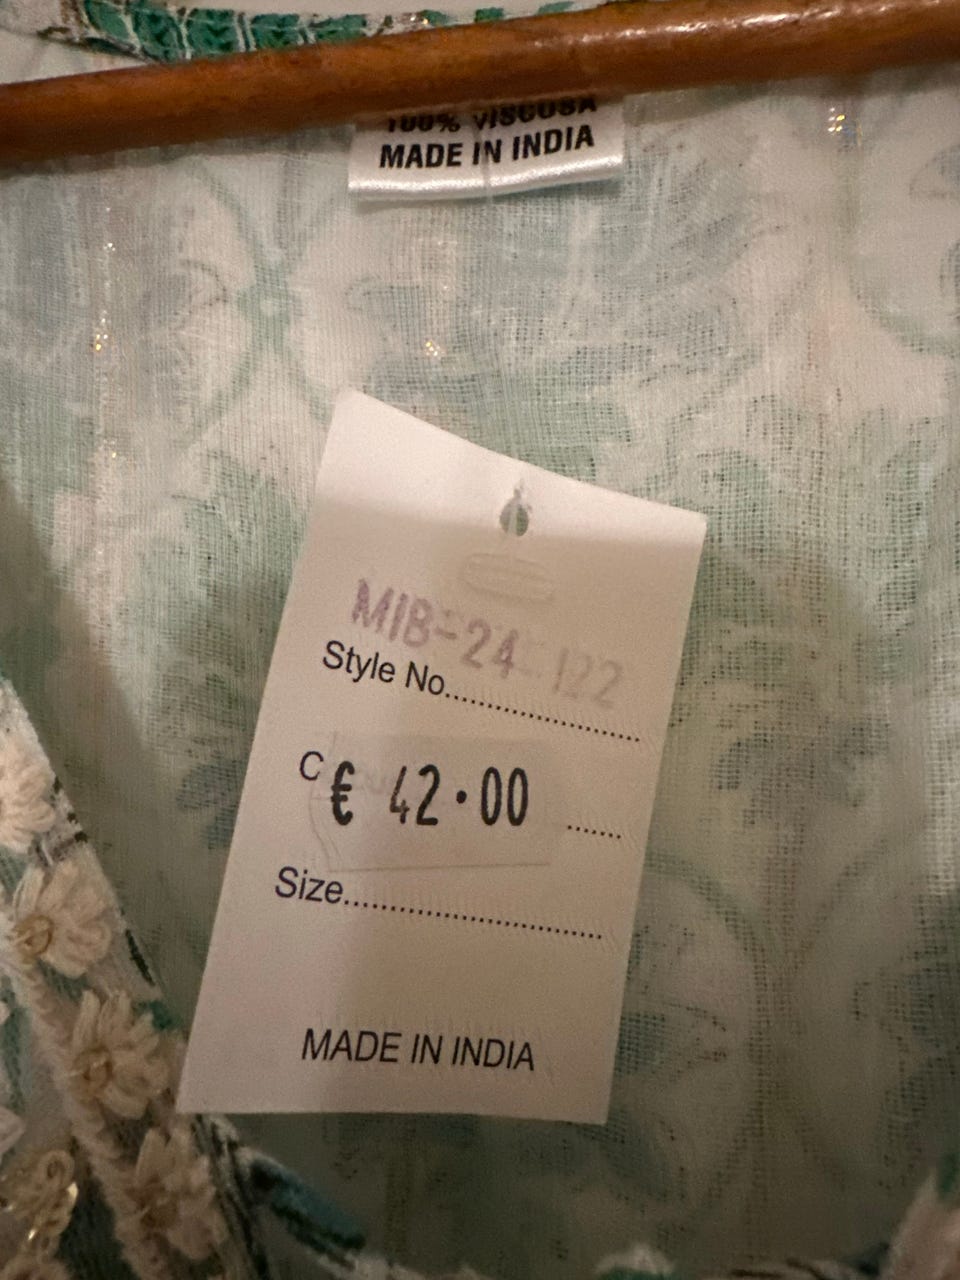 100% VISCOSA
MADE IN INDIA
MIB-24-122
Style No....................
C
€ 42.00
......
Size............................
MADE IN INDIA